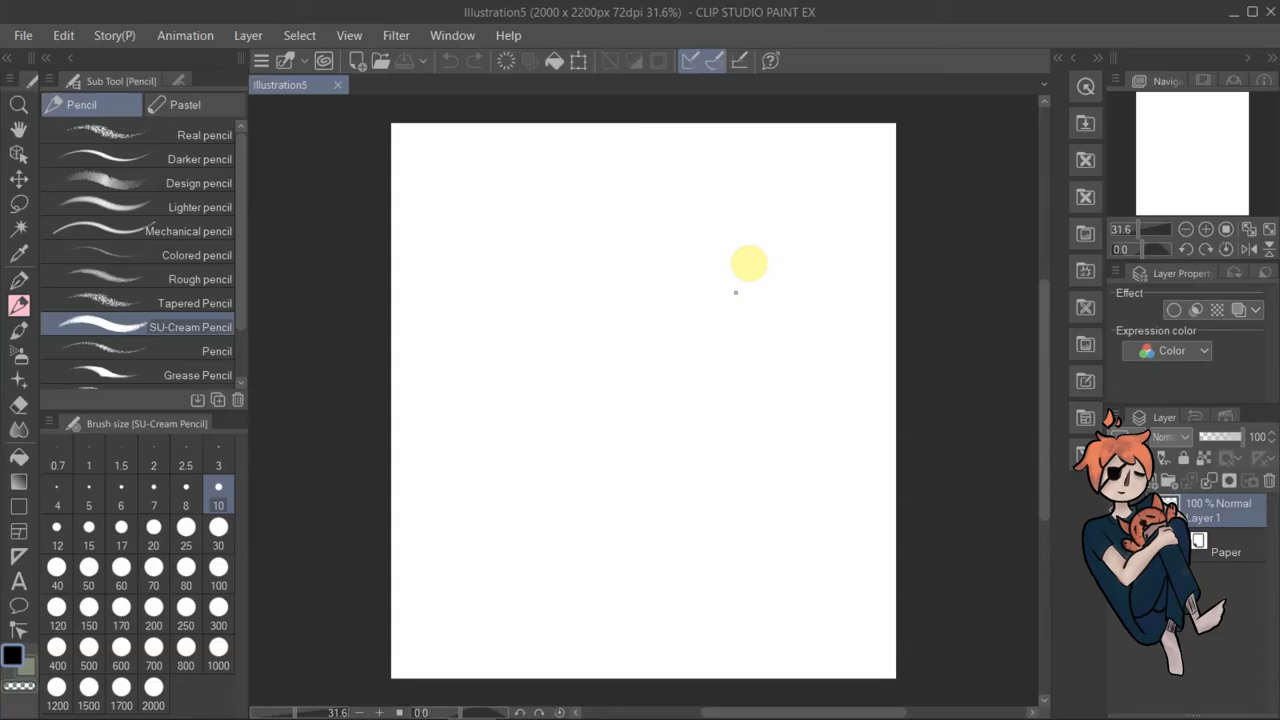 Illustration5 (2000 x 2200px 72dpi 31.6%) - CLIP STUDIO PAINT EX
File Edit Story(P) Animation Layer Select View Filter Window Help
Sub Tool [Pencil]
Illustration5
Pencil
Pastel
Real pencil
Darker pencil
Design pencil
Lighter pencil
Mechanical pencil
Colored pencil
Rough pencil
Tapered Pencil
SU-Cream Pencil
Pencil
Grease Pencil
Brush size [SU-Cream Pencil]
0.7 1 1.5 2 2.5 3
4 5 6 7 8 10
12 15 17 20 25 30
40 50 60 70 80 100
120 150 170 200 250 300
400 500 600 700 800 1000
1200 1500 1700 2000
31.6
0.0
Naviga
31.6
0.0
Layer Property
Effect
Expression color
Color
Layer
Norm 100
100 % Normal
Layer 1
Paper